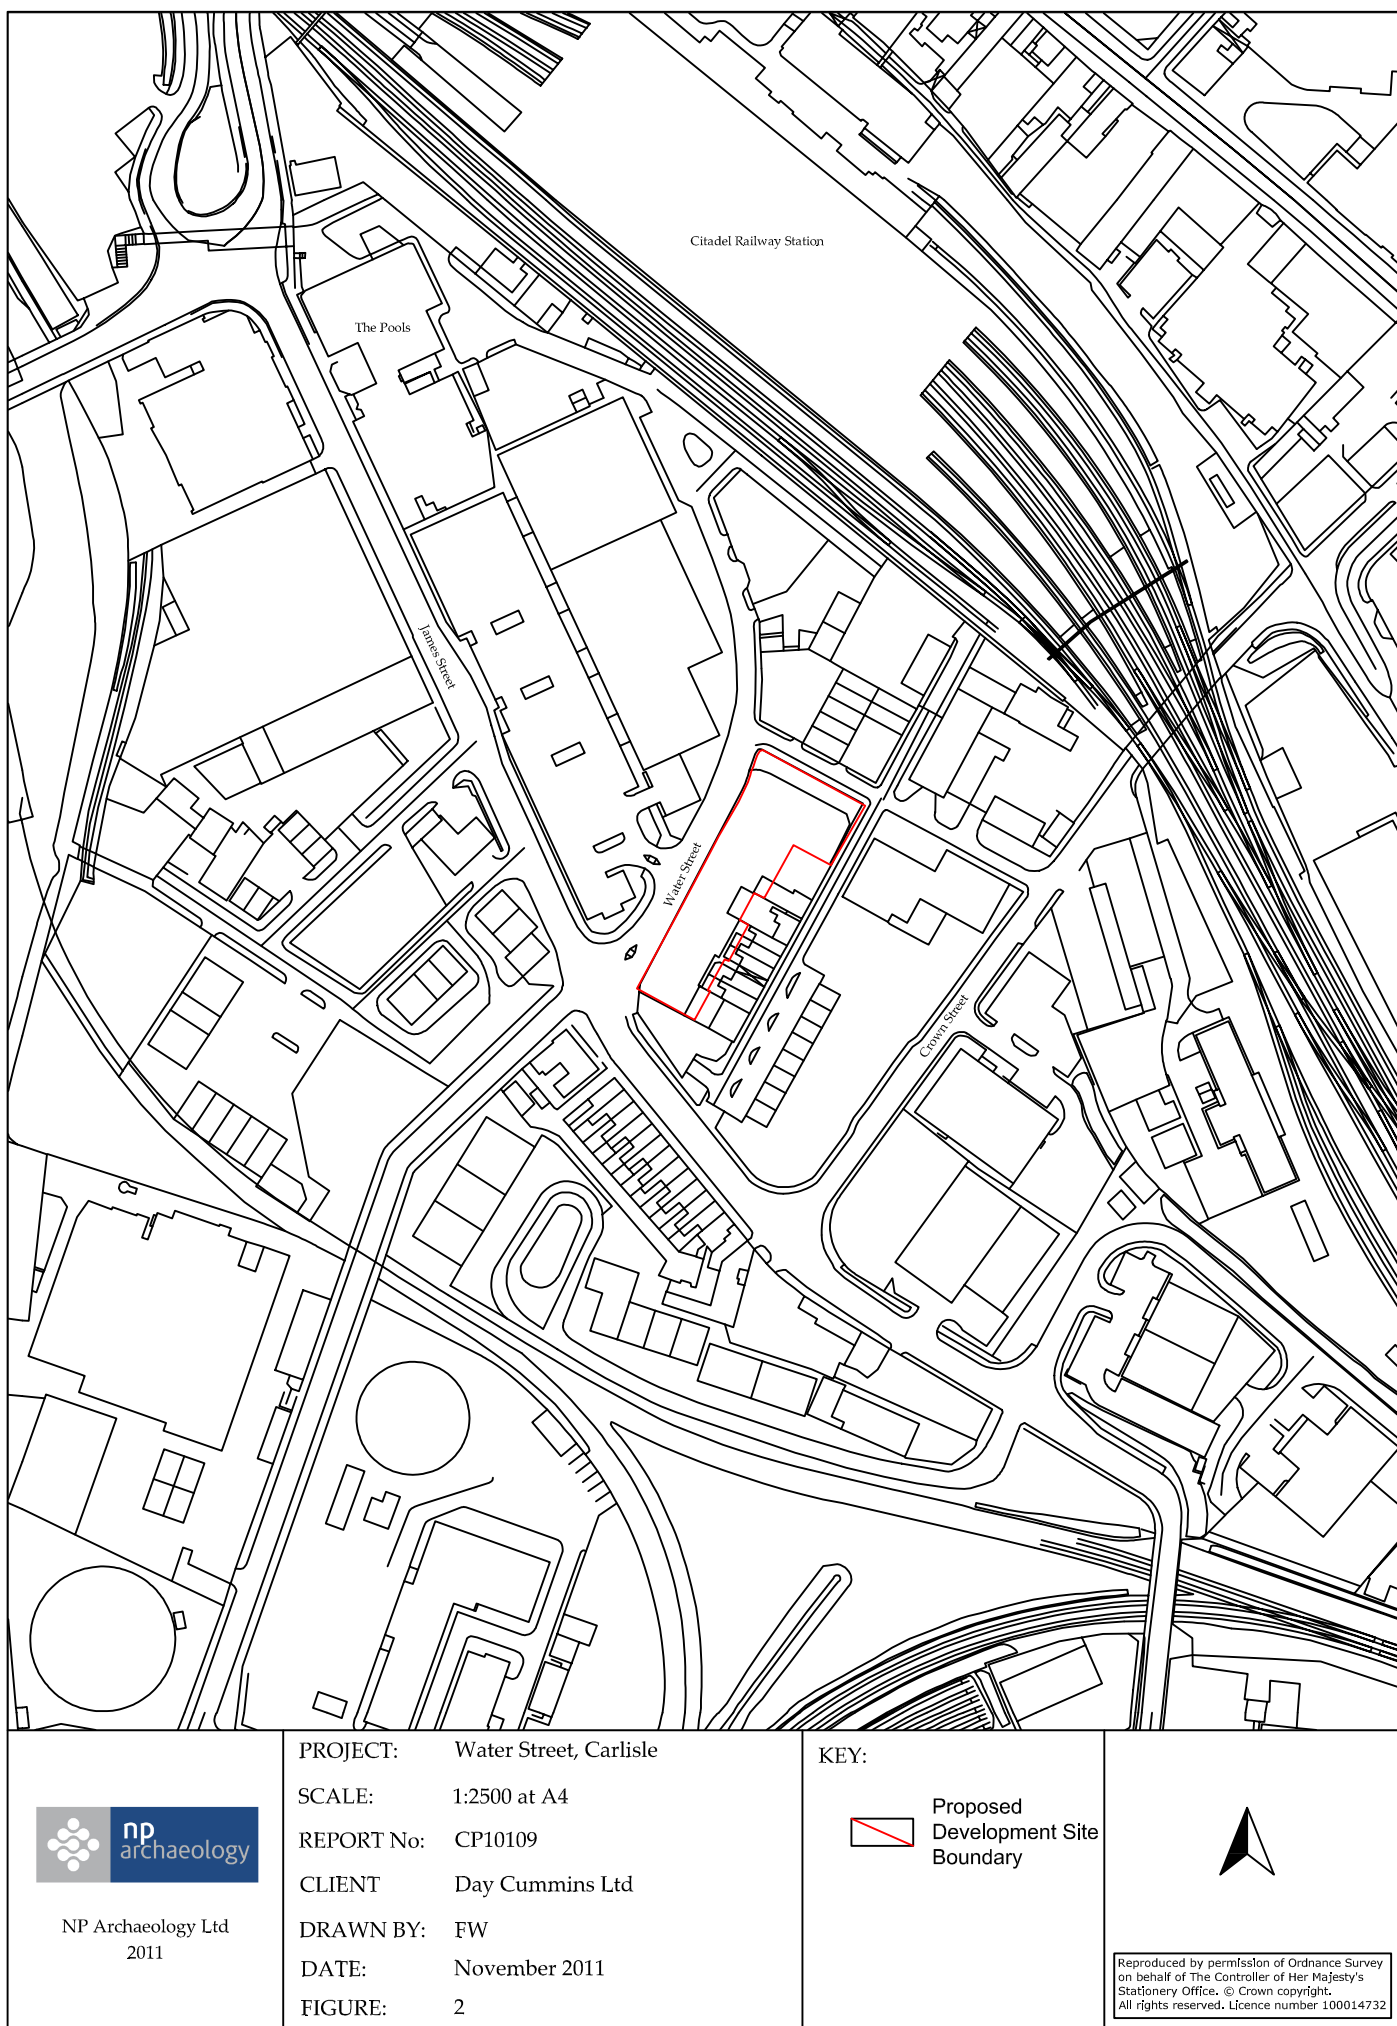 Citadel Railway Station
The Pools
James Street
Water Street
Crown Street
np
archaeology
NP Archaeology Ltd
2011
PROJECT: Water Street, Carlisle
SCALE: 1:2500 at A4
REPORT No: CP10109
CLIENT Day Cummins Ltd
DRAWN BY: FW
DATE: November 2011
FIGURE: 2
KEY:
Proposed
Development Site
Boundary
Reproduced by permission of Ordnance Survey
on behalf of The Controller of Her Majesty's
Stationery Office. © Crown copyright.
All rights reserved. Licence number 100014732